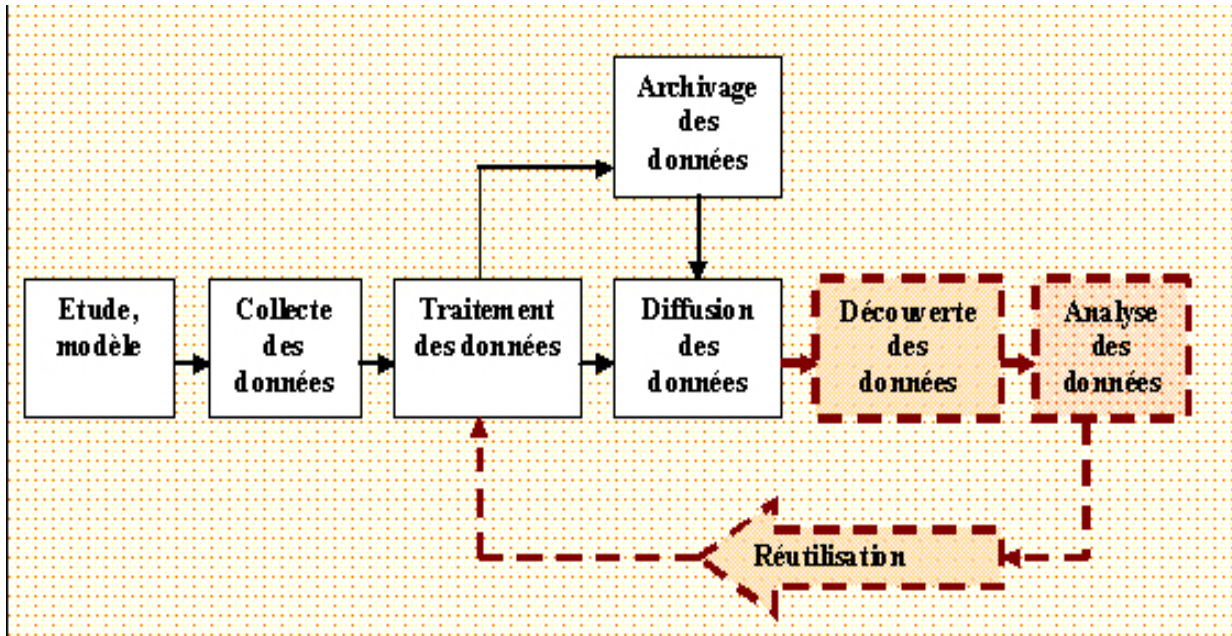 Archivage
des
données
Etude,
modèle
Collecte
des
données
Traitement
des données
Diffusion
des
données
Découverte
des
données
Analyse
des
données
Réutilisation